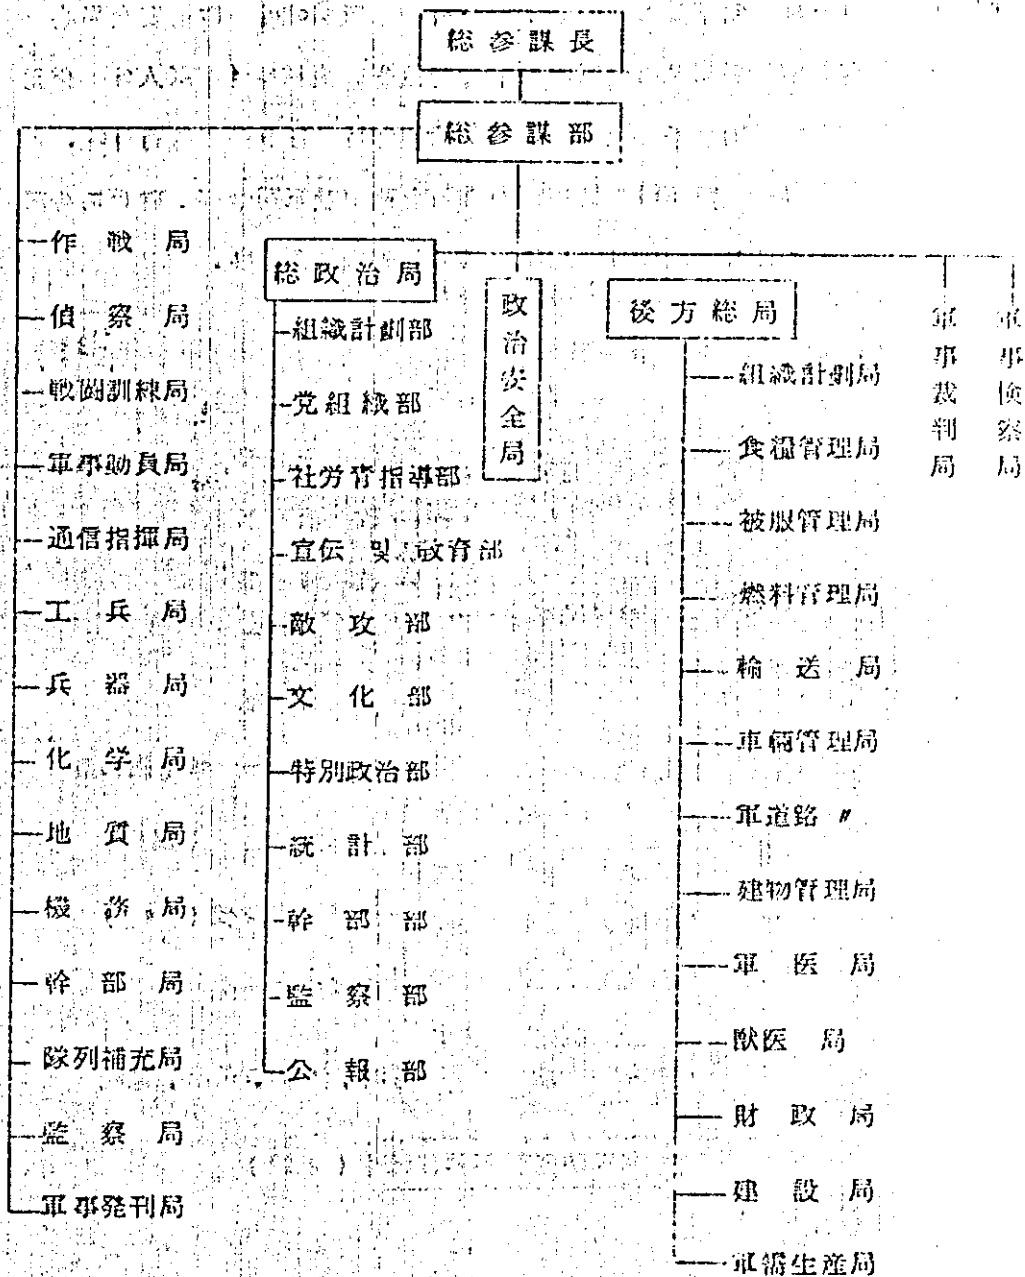 総参謀長
総参謀部
作戦局
偵察局
戦闘訓練局
軍事動員局
通信指揮局
工兵局
兵器局
化学局
地質局
機務局
幹部局
隊列補充局
監察局
軍事発刊局
総政治局
組織計劃部
党組織部
社労青指導部
宣伝및教育部
敵攻部
文化部
特別政治部
統計部
幹部部
監察部
公報部
政治安全局
後方総局
組織計劃局
食糧管理局
被服管理局
燃料管理局
輸送局
車輛管理局
軍道路〃
建物管理局
軍医局
獣医局
財政局
建設局
軍需生産局
軍事裁判局
軍事検察局